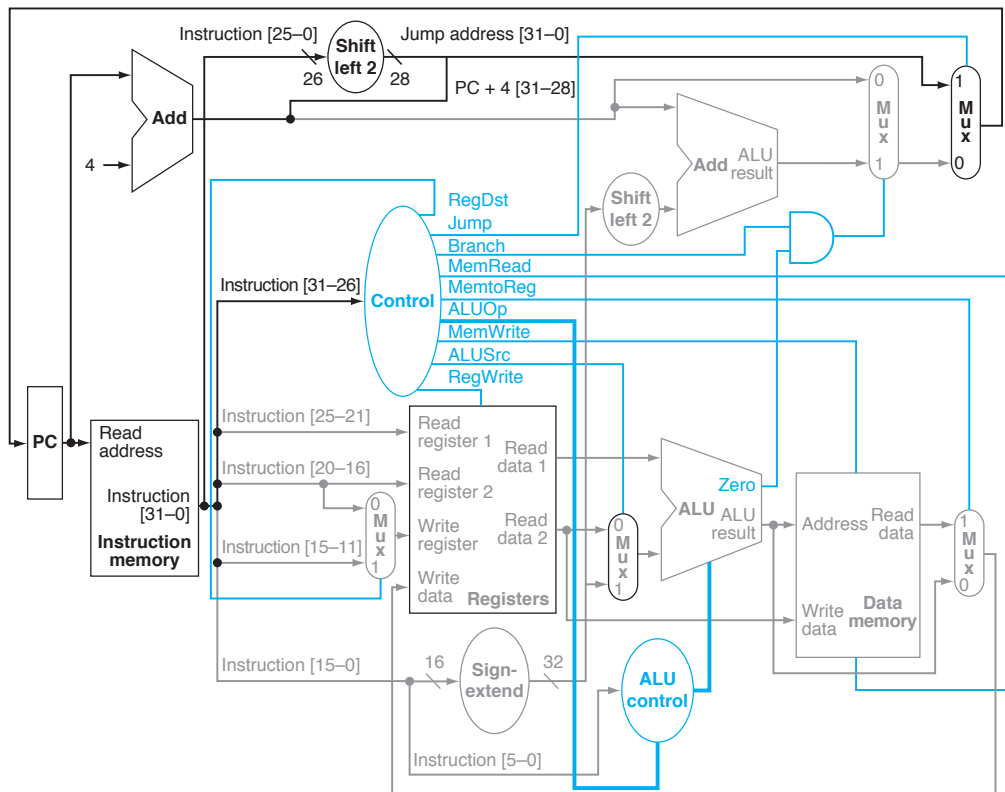 Instruction [25–0]
Shift
left 2
Jump address [31–0]
26
28
PC + 4 [31–28]
Add
4
0
M
u
x
1
1
M
u
x
0
Add
ALU
result
Shift
left 2
RegDst
Jump
Branch
MemRead
MemtoReg
ALUOp
MemWrite
ALUSrc
RegWrite
Instruction [31–26]
Control
PC
Read
address
Instruction
[31–0]
Instruction
memory
Instruction [25–21]
Instruction [20–16]
Instruction [15–11]
0
M
u
x
1
Read
register 1
Read
register 2
Write
register
Write
data
Read
data 1
Read
data 2
Registers
0
M
u
x
1
Zero
ALU
ALU
result
Address
Read
data
Write
data
Data
memory
1
M
u
x
0
Instruction [15–0]
16
Sign-
extend
32
ALU
control
Instruction [5–0]